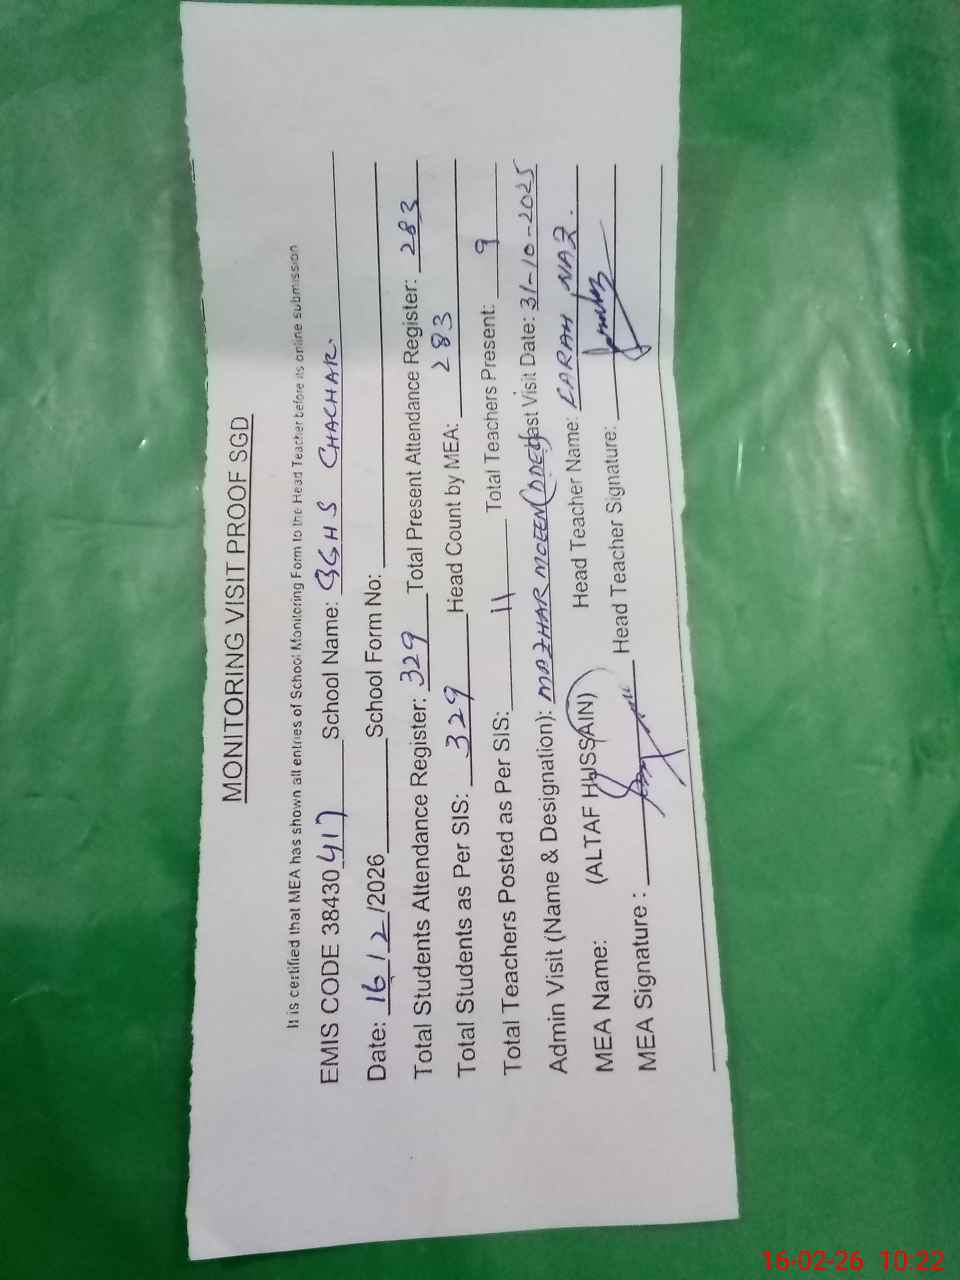 MONITORING VISIT PROOF SGD
It is certified that MEA has shown all entries of School Monitoring Form to the Head Teacher before its online submission
EMIS CODE 38430417 School Name: GGHS CHACHAR.
Date: 16/2/2026 School Form No:
Total Students Attendance Register: 329 Total Present Attendance Register: 283
Total Students as Per SIS: 329 Head Count by MEA: 283
Total Teachers Posted as Per SIS: 11 Total Teachers Present: 9
Admin Visit (Name & Designation): MAZHAR (DDEO) Last Visit Date: 31-10-2025
MEA Name: (ALTAF HUSSAIN) Head Teacher Name: NAZ.
MEA Signature : Head Teacher Signature:
16-02-26 10:22